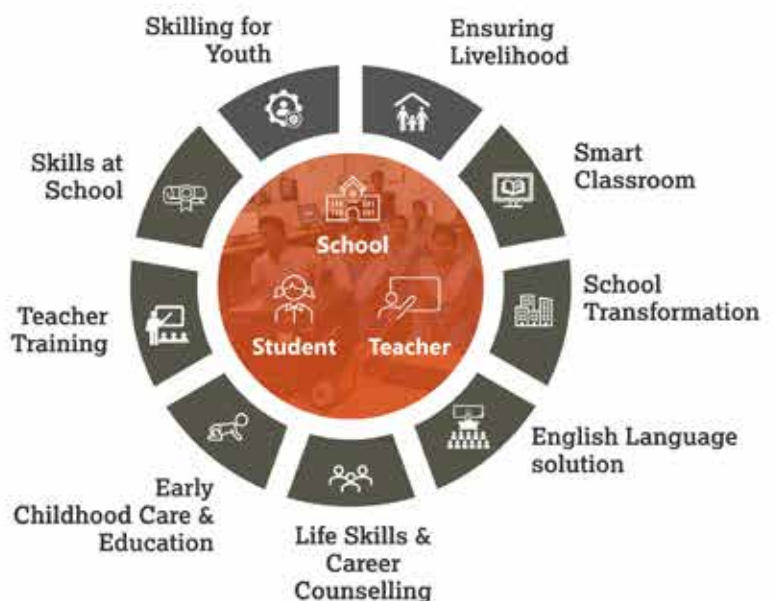 Skilling for
Youth
Ensuring
Livelihood
Smart
Classroom
School
Transformation
English Language
solution
Life Skills &
Career
Counselling
Early
Childhood Care &
Education
Teacher
Training
Skills at
School
School
Student
Teacher